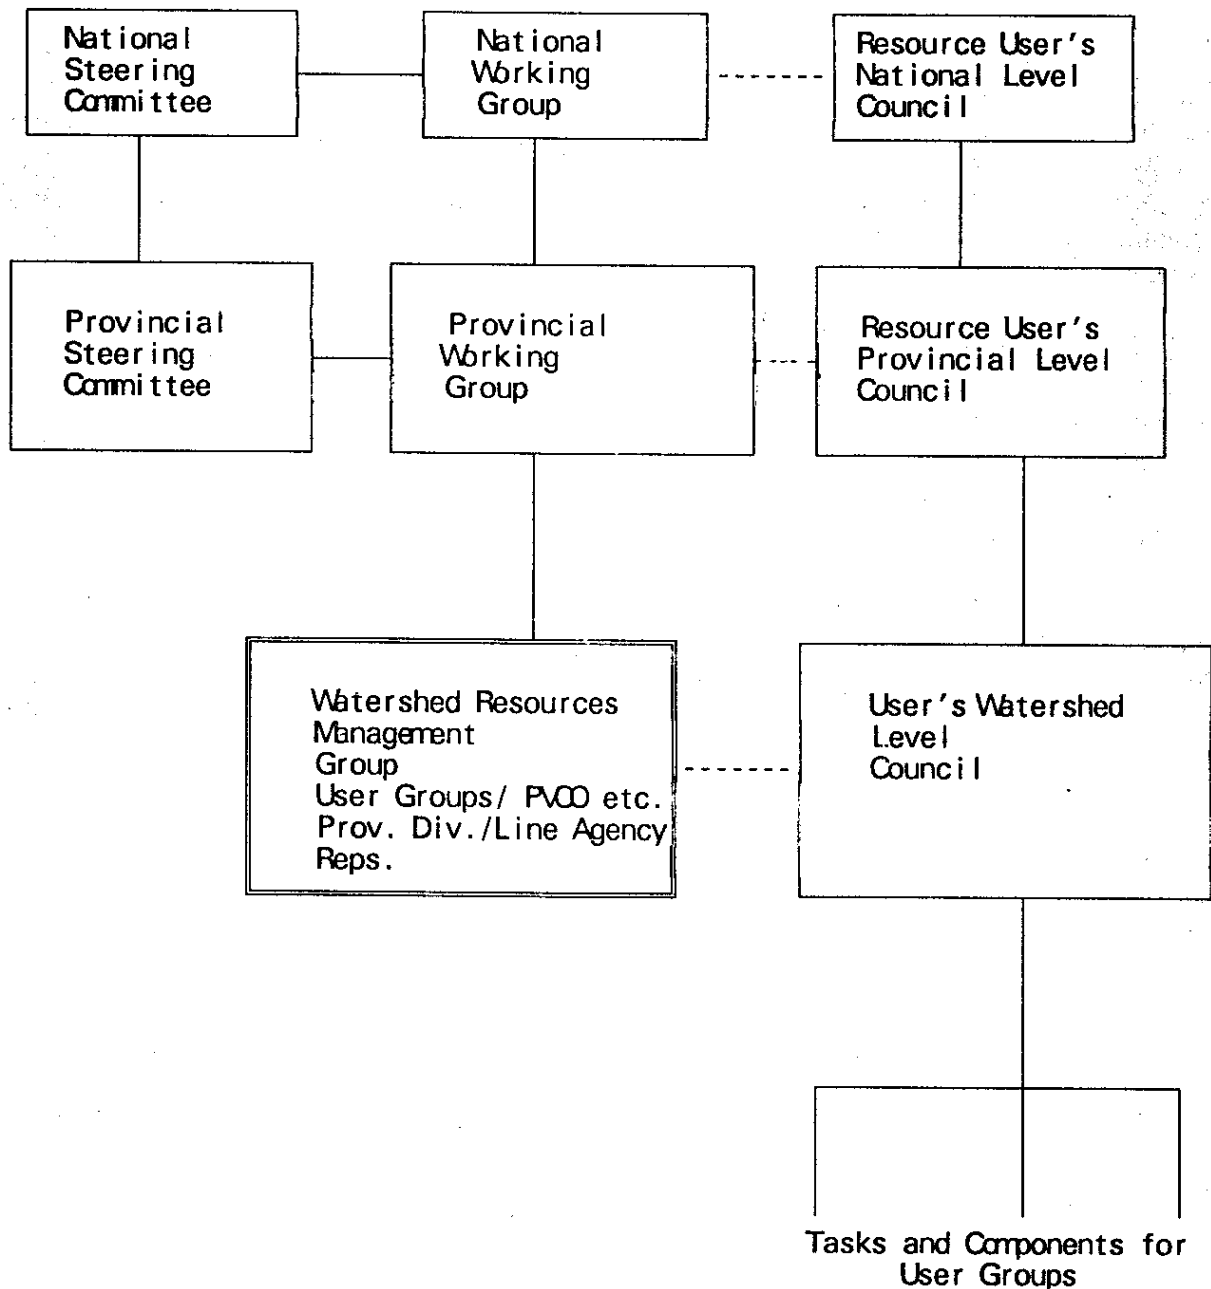 National
Steering
Committee
National
Working
Group
Resource User's
National Level
Council
Provincial
Steering
Committee
Provincial
Working
Group
Resource User's
Provincial Level
Council
Watershed Resources
Management
Group
User Groups/ PVCO etc.
Prov. Div./Line Agency
Reps.
User's Watershed
Level
Council
Tasks and Components for
User Groups